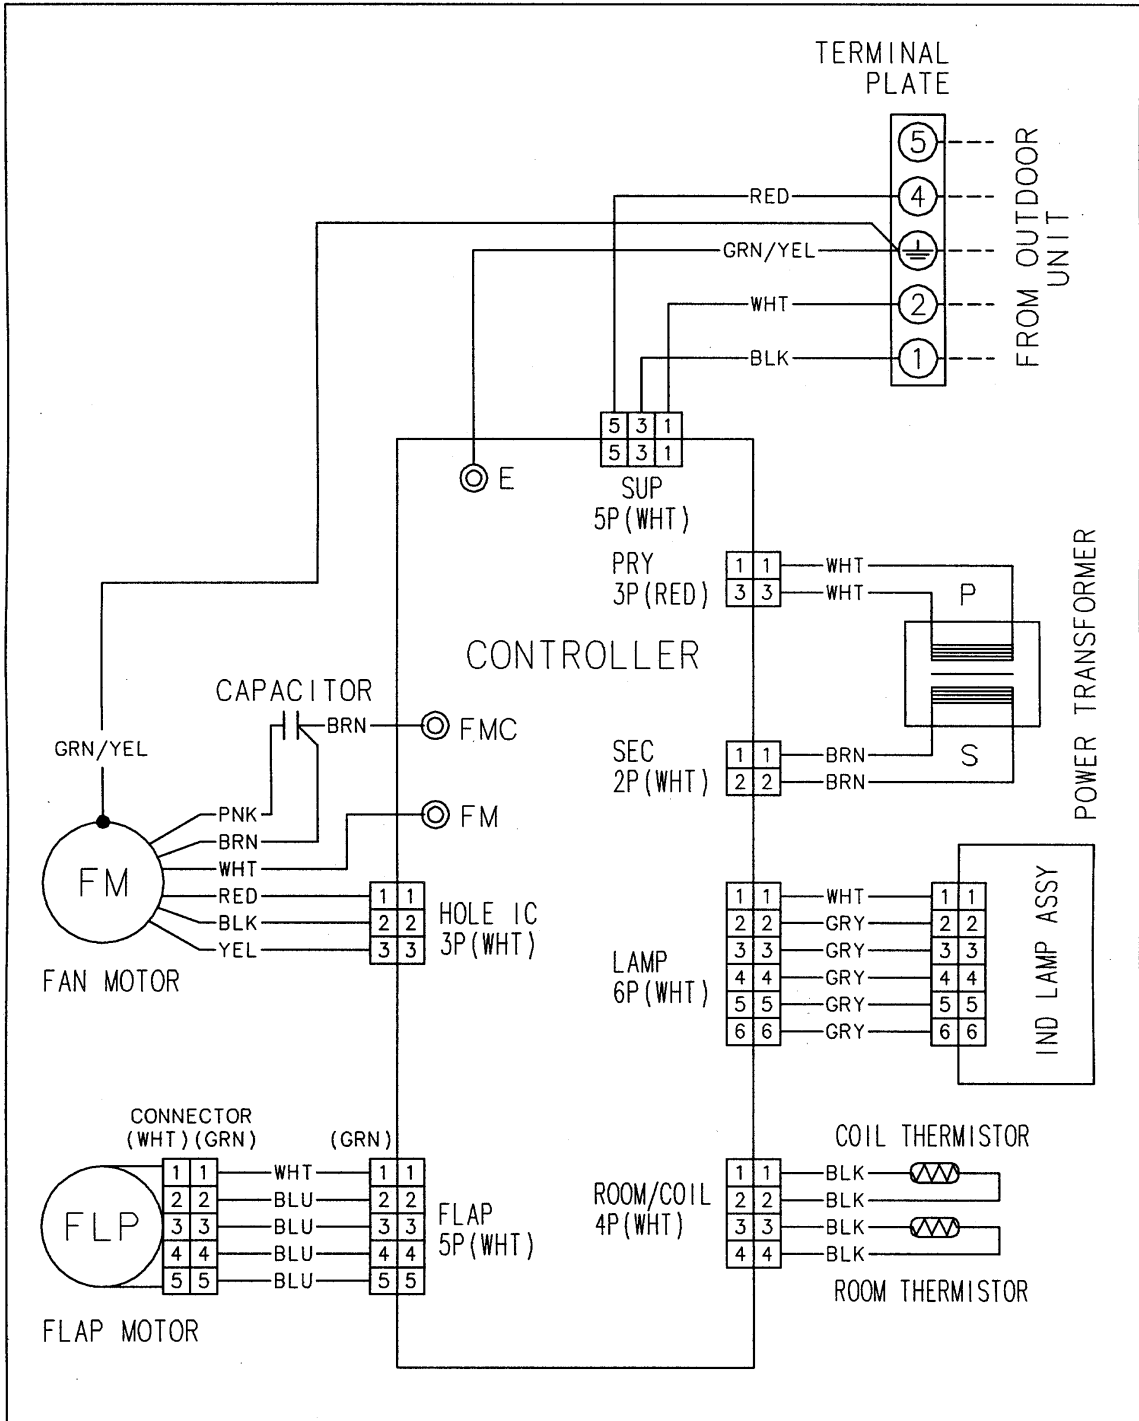 TERMINAL
PLATE
5
RED
4
GRN/YEL
WHT
2
BLK
1
FROM OUTDOOR
UNIT
5 3 1
5 3 1
E
SUP
5P(WHT)
PRY
3P(RED)
1 1 WHT
3 3 WHT
P
CONTROLLER
POWER TRANSFORMER
CAPACITOR
BRN
FMC
GRN/YEL
SEC
2P(WHT)
1 1 BRN
2 2 BRN
S
PNK
FM
BRN
WHT
FM
RED 1 1
BLK 2 2
YEL 3 3
HOLE IC
3P(WHT)
FAN MOTOR
LAMP
6P(WHT)
1 1 WHT 1 1
2 2 GRY 2 2
3 3 GRY 3 3
4 4 GRY 4 4
5 5 GRY 5 5
6 6 GRY 6 6
IND LAMP ASSY
CONNECTOR
(WHT)(GRN) (GRN)
FLP
1 1 WHT 1 1
2 2 BLU 2 2
3 3 BLU 3 3
4 4 BLU 4 4
5 5 BLU 5 5
FLAP
5P(WHT)
FLAP MOTOR
COIL THERMISTOR
ROOM/COIL
4P(WHT)
1 1 BLK
2 2 BLK
3 3 BLK
4 4 BLK
ROOM THERMISTOR